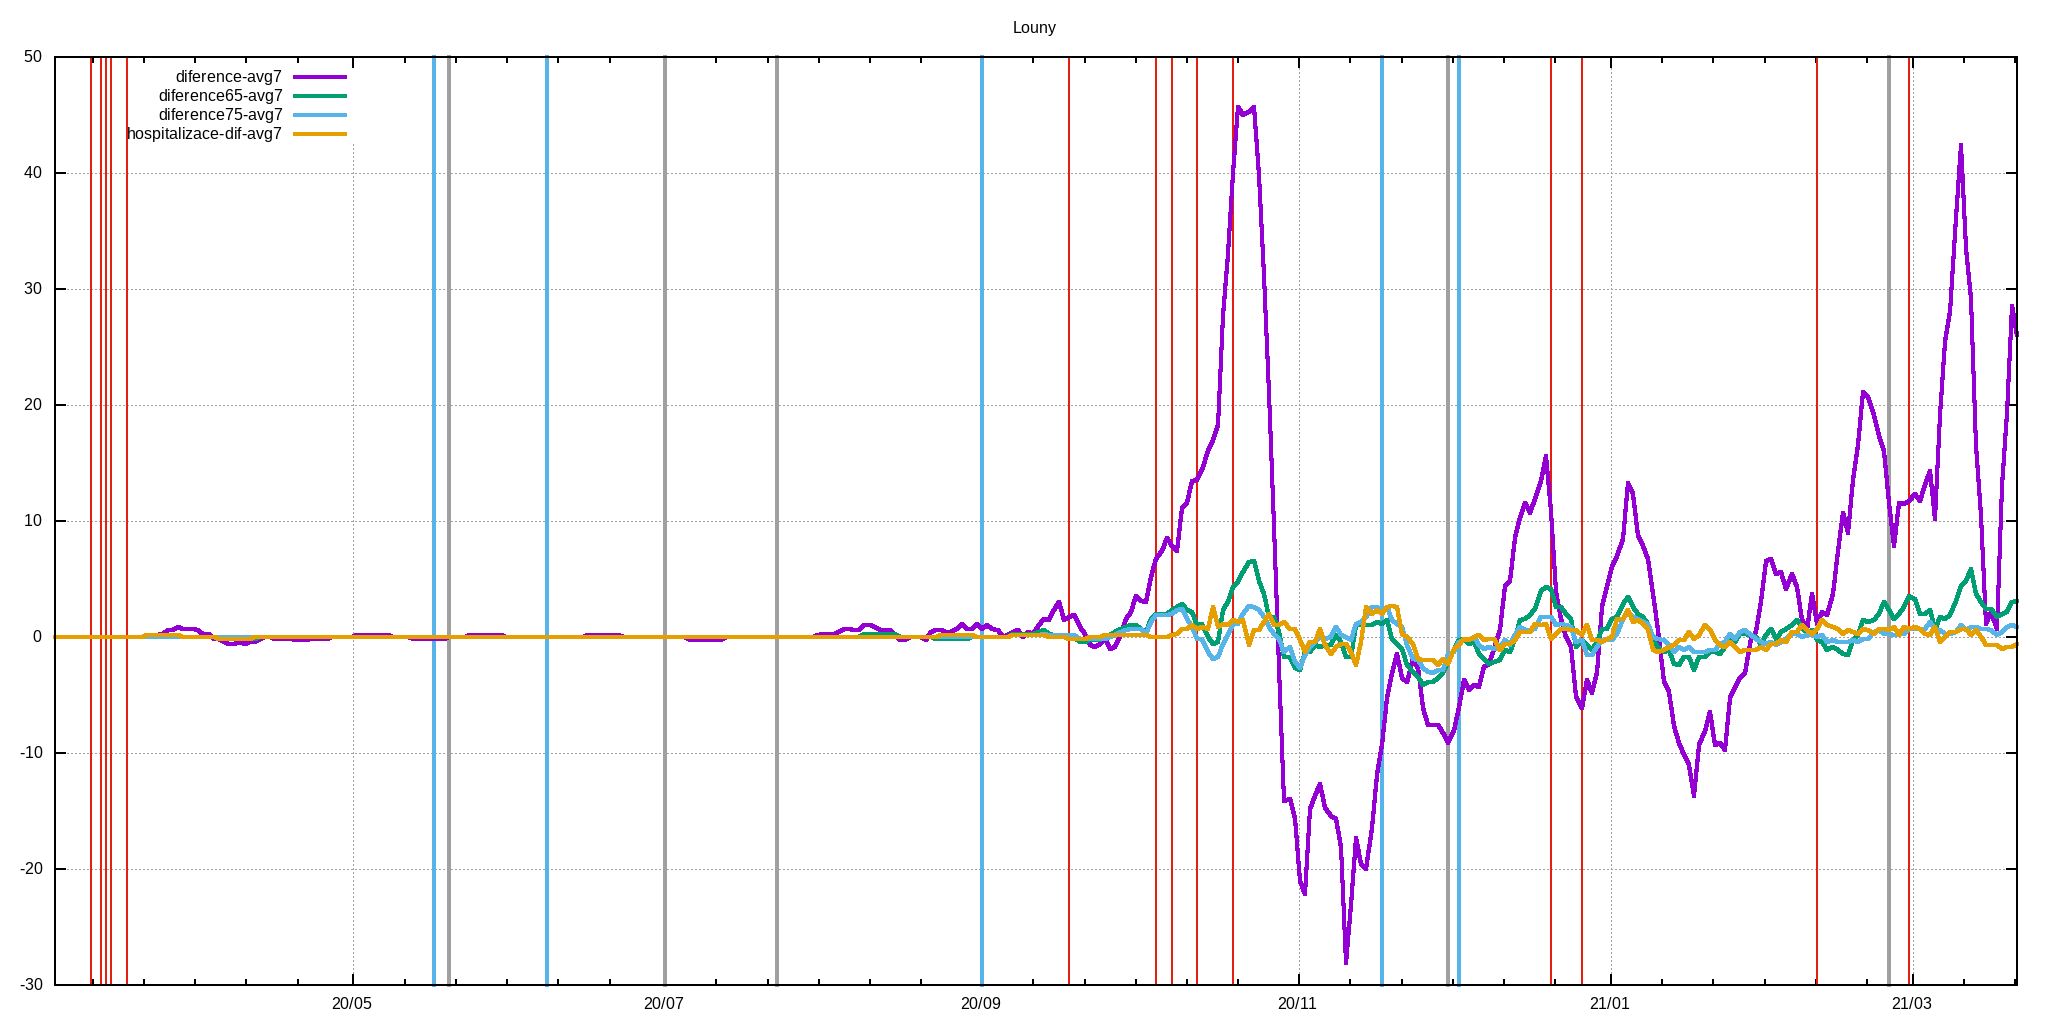 Louny
50
diference-avg7
diference65-avg7
diference75-avg7
hospitalizace-dif-avg7
40
30
20
10
0
-10
-20
-30
20/05 20/07 20/09 20/11 21/01 21/03